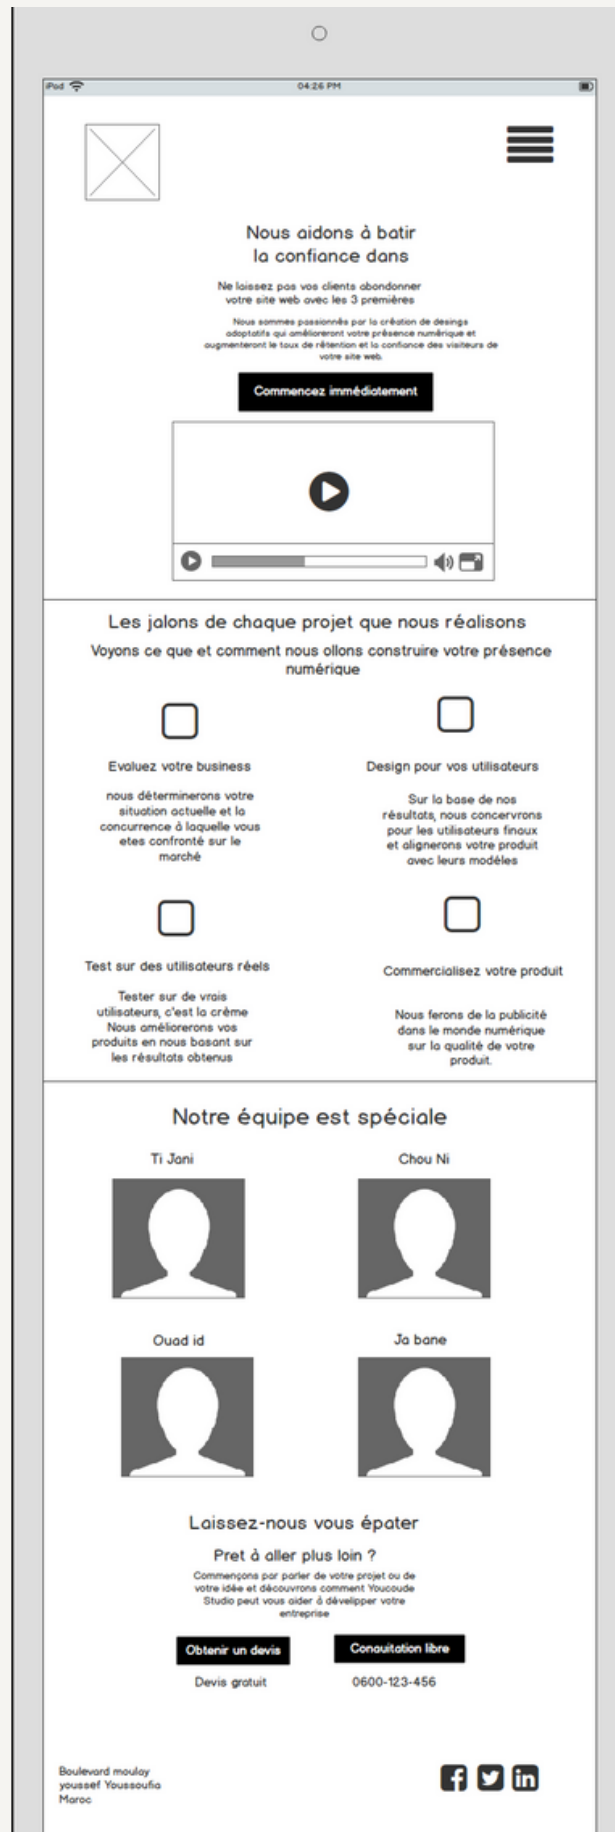 iPod
04:26 PM
Nous aidons à batir
la confiance dans
Ne laissez pas vos clients abondonner
votre site web avec les 3 premières
Nous sommes passionnés par la création de desings
adoptatifs qui amélioreront votre présence numérique et
augmenteront le taux de rétention et la confiance des visiteurs de
votre site web.
Commencez immédiatement
Les jalons de chaque projet que nous réalisons
Voyons ce que et comment nous ollons construire votre présence
numérique
Evaluez votre business
nous déterminerons votre
situation actuelle et la
concurrence à laquelle vous
etes confronté sur le
marché
Design pour vos utilisateurs
Sur la base de nos
résultats, nous concervrons
pour les utilisateurs finaux
et alignerons votre produit
avec leurs modéles
Test sur des utilisateurs réels
Tester sur de vrais
utilisateurs, c'est la crème
Nous améliorerons vos
produits en nous basant sur
les résultats obtenus
Commercialisez votre produit
Nous ferons de la publicité
dans le monde numérique
sur la qualité de votre
produit.
Notre équipe est spéciale
Ti Jani
Chou Ni
Ouad id
Ja bane
Laissez-nous vous épater
Pret à aller plus loin ?
Commençons par parler de votre projet ou de
votre idée et découvrons comment Youcoude
Studio peut vous aider à dévelipper votre
entreprise
Obtenir un devis
Conauitation libre
Devis gratuit
0600-123-456
Boulevard moulay
youssef Youssoufia
Maroc